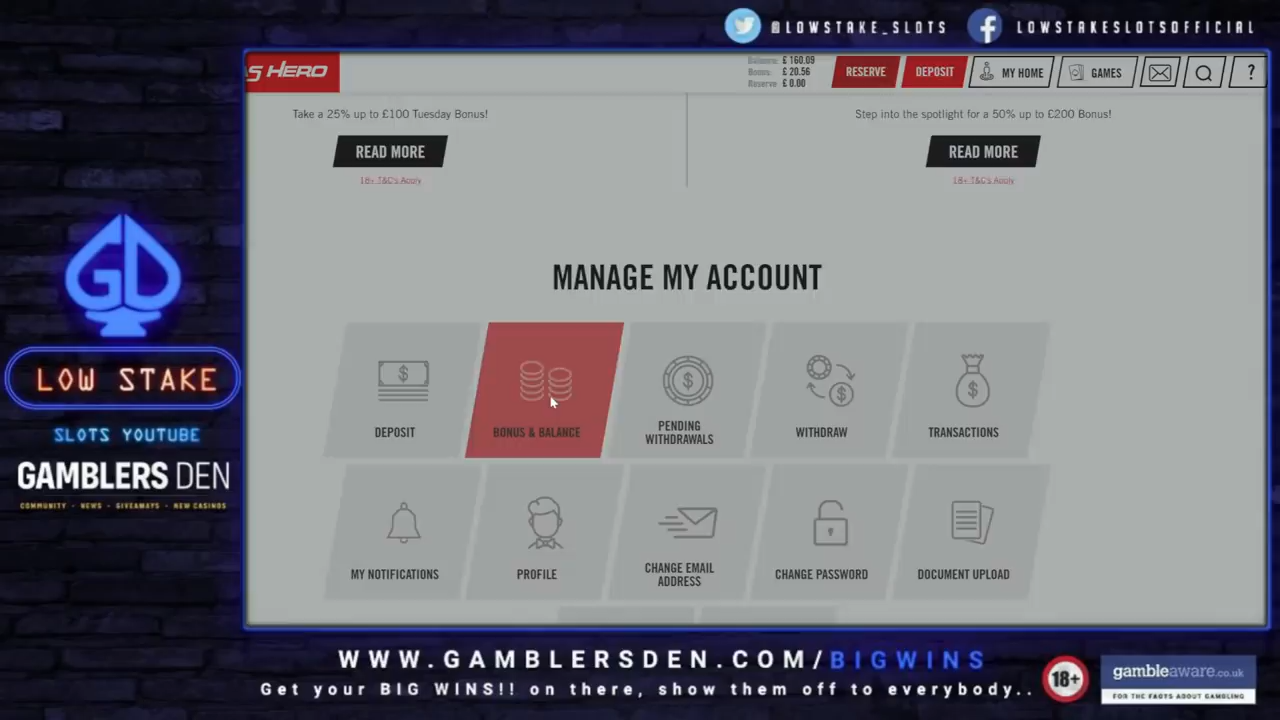 @LOWSTAKE_SLOTS
LOWSTAKESLOTSOFFICIAL
S HERO
Balance: £ 160.09
Bonus: £ 20.56
Reserve £ 0.00
RESERVE
DEPOSIT
MY HOME
GAMES
?
Take a 25% up to £100 Tuesday Bonus!
READ MORE
18+ T&C's Apply
Step into the spotlight for a 50% up to £200 Bonus!
READ MORE
18+ T&C's Apply
MANAGE MY ACCOUNT
DEPOSIT
BONUS & BALANCE
PENDING
WITHDRAWALS
WITHDRAW
TRANSACTIONS
MY NOTIFICATIONS
PROFILE
CHANGE EMAIL
ADDRESS
CHANGE PASSWORD
DOCUMENT UPLOAD
GD
LOW STAKE
SLOTS YOUTUBE
GAMBLERS DEN
COMMUNITY - NEWS - GIVEAWAYS - NEW CASINOS
WWW.GAMBLERSDEN.COM/BIGWINS
Get your BIG WINS!! on there, show them off to everybody..
18+
gambleaware.co.uk
FOR THE FACTS ABOUT GAMBLING